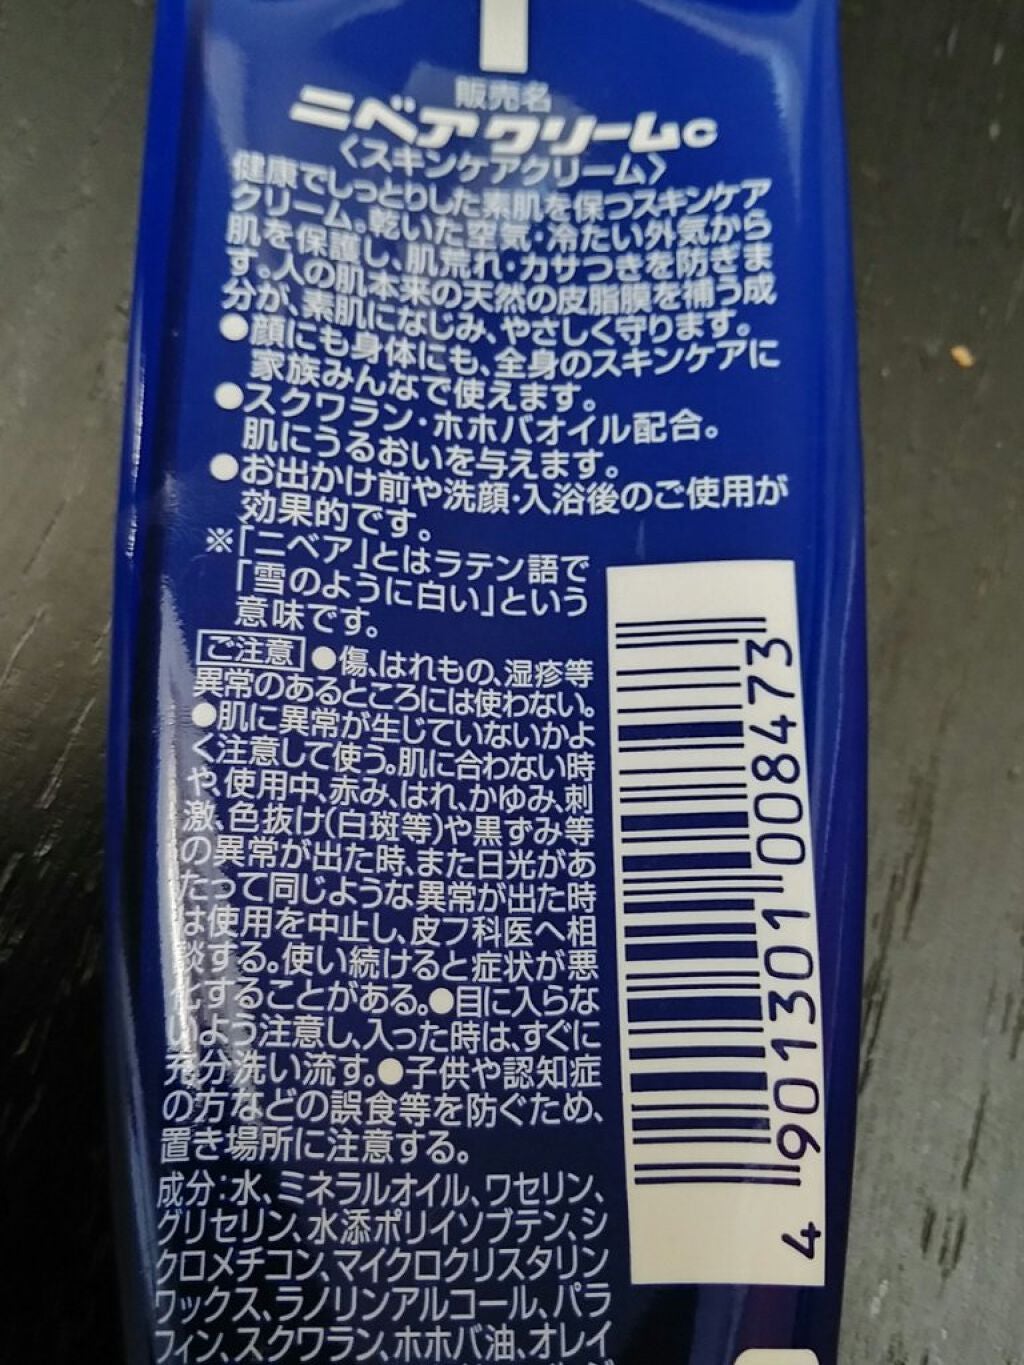 販売名
ニベアクリームc
〈スキンケアクリーム〉
健康でしっとりした素肌を保つスキンケア
クリーム。乾いた空気・冷たい外気から
肌を保護し、肌荒れ・カサつきを防ぎま
す。人の肌本来の天然の皮脂膜を補う成
分が、素肌になじみ、やさしく守ります。
●顔にも身体にも、全身のスキンケアに
家族みんなで使えます。
●スクワラン・ホホバオイル配合。
肌にうるおいを与えます。
●お出かけ前や洗顔・入浴後のご使用が
効果的です。
※「ニベア」とはラテン語で
「雪のように白い」という
意味です。
ご注意 ●傷、はれもの、湿疹等
異常のあるところには使わない。
●肌に異常が生じていないかよ
く注意して使う。肌に合わない時
や、使用中、赤み、はれ、かゆみ、刺
激、色抜け(白斑等)や黒ずみ等
の異常が出た時、また日光があ
たって同じような異常が出た時
は使用を中止し、皮フ科医へ相
談する。使い続けると症状が悪
化することがある。●目に入らな
いよう注意し、入った時は、すぐに
充分洗い流す。●子供や認知症
の方などの誤食等を防ぐため、
置き場所に注意する。
成分:水、ミネラルオイル、ワセリン、
グリセリン、水添ポリイソブテン、シ
クロメチコン、マイクロクリスタリン
ワックス、ラノリンアルコール、パラ
フィン、スクワラン、ホホバ油、オレイ
4 901301 008473